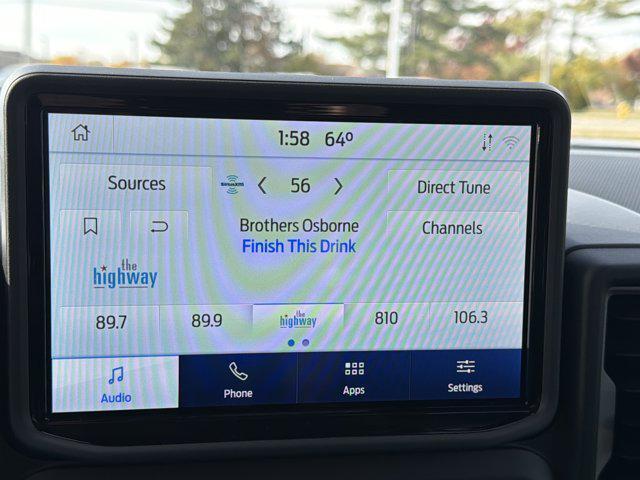 1:58 64º
Sources
SiriusXM
56
Direct Tune
Brothers Osborne
Finish This Drink
Channels
the highway
89.7
89.9
the highway
810
106.3
Audio
Phone
Apps
Settings